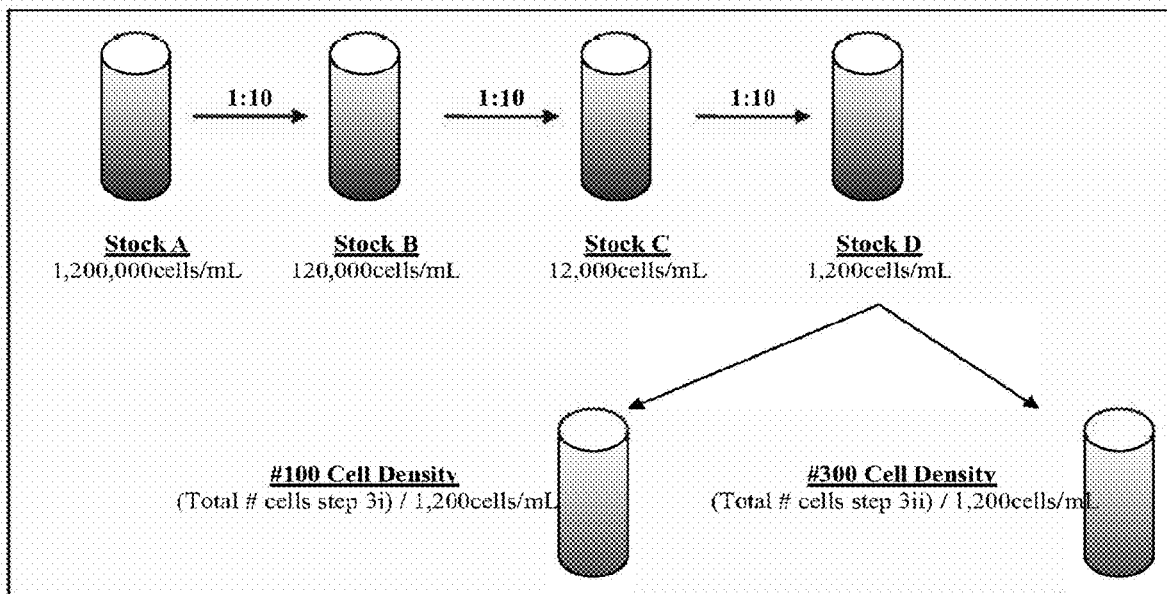 1:10 1:10 1:10
Stock A Stock B Stock C Stock D
1,200,000cells/mL 120,000cells/mL 12,000cells/mL 1,200cells/mL
#100 Cell Density
(Total # cells step 3i) / 1,200cells/mL
#300 Cell Density
(Total # cells step 3ii) / 1,200cells/mL